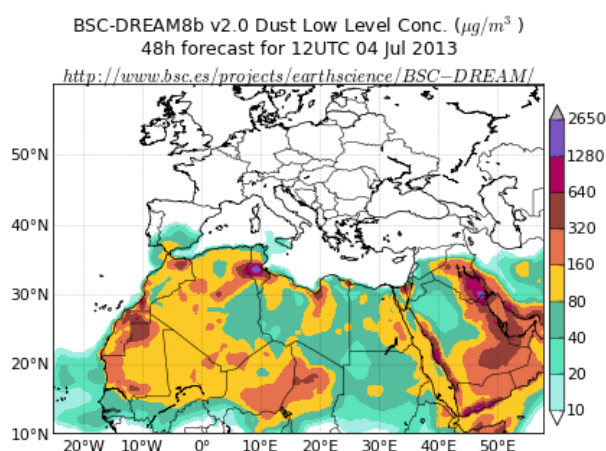 BSC-DREAM8b v2.0 Dust Low Level Conc. (μg/m³ )
48h forecast for 12UTC 04 Jul 2013
http://www.bsc.es/projects/earthscience/BSC−DREAM/
2650
50°N
1280
640
40°N
320
160
30°N
80
40
20°N
20
10
10°N
20°W 10°W 0° 10°E 20°E 30°E 40°E 50°E